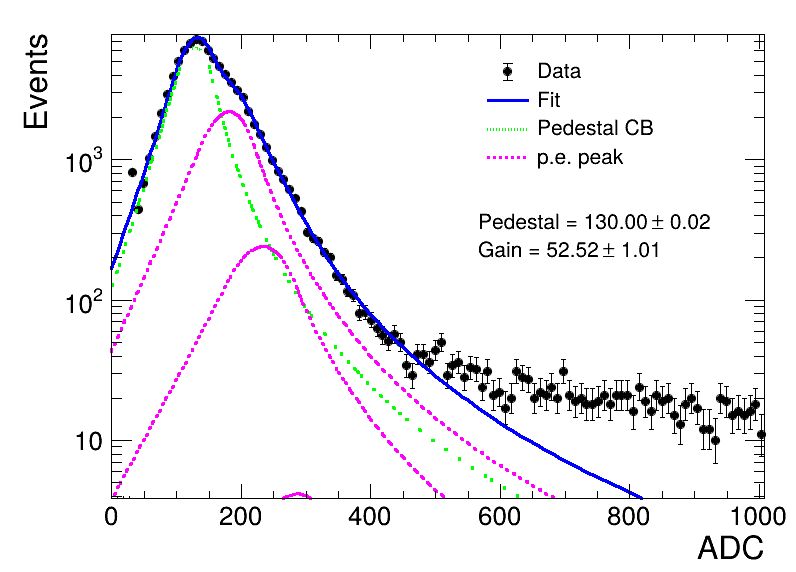 Events
Data
Fit
Pedestal CB
p.e. peak
10³
Pedestal = 130.00 ± 0.02
Gain = 52.52 ± 1.01
10²
10
0 200 400 600 800 1000
ADC